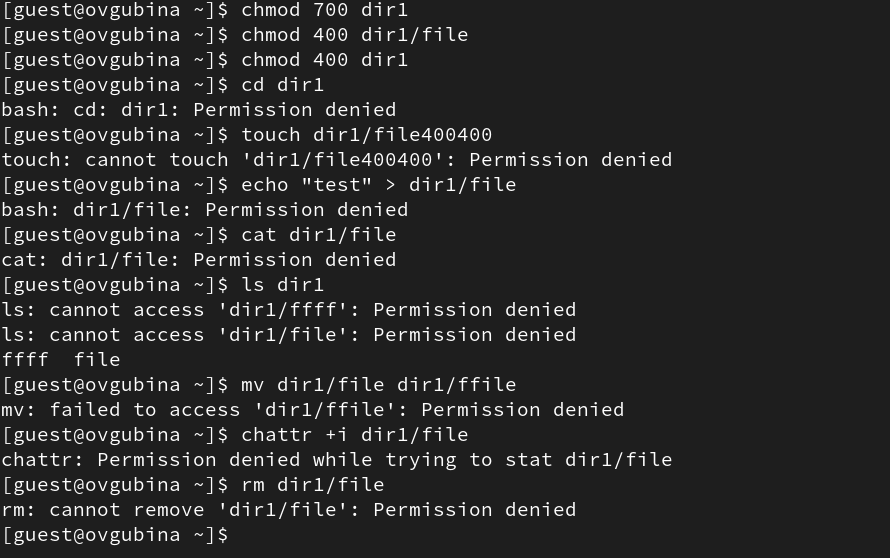 [guest@ovgubina ~]$ chmod 700 dir1
[guest@ovgubina ~]$ chmod 400 dir1/file
[guest@ovgubina ~]$ chmod 400 dir1
[guest@ovgubina ~]$ cd dir1
bash: cd: dir1: Permission denied
[guest@ovgubina ~]$ touch dir1/file400400
touch: cannot touch 'dir1/file400400': Permission denied
[guest@ovgubina ~]$ echo "test" > dir1/file
bash: dir1/file: Permission denied
[guest@ovgubina ~]$ cat dir1/file
cat: dir1/file: Permission denied
[guest@ovgubina ~]$ ls dir1
ls: cannot access 'dir1/ffff': Permission denied
ls: cannot access 'dir1/file': Permission denied
ffff  file
[guest@ovgubina ~]$ mv dir1/file dir1/ffile
mv: failed to access 'dir1/ffile': Permission denied
[guest@ovgubina ~]$ chattr +i dir1/file
chattr: Permission denied while trying to stat dir1/file
[guest@ovgubina ~]$ rm dir1/file
rm: cannot remove 'dir1/file': Permission denied
[guest@ovgubina ~]$